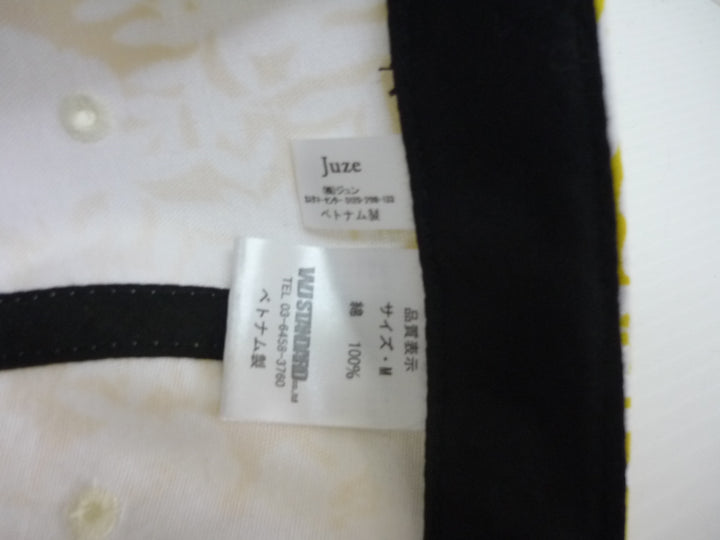 Juze
(株)ジュン
ベトナム製
品質表示
サイズ・M
綿 100%
TEL 03-6458-3760
ベトナム製